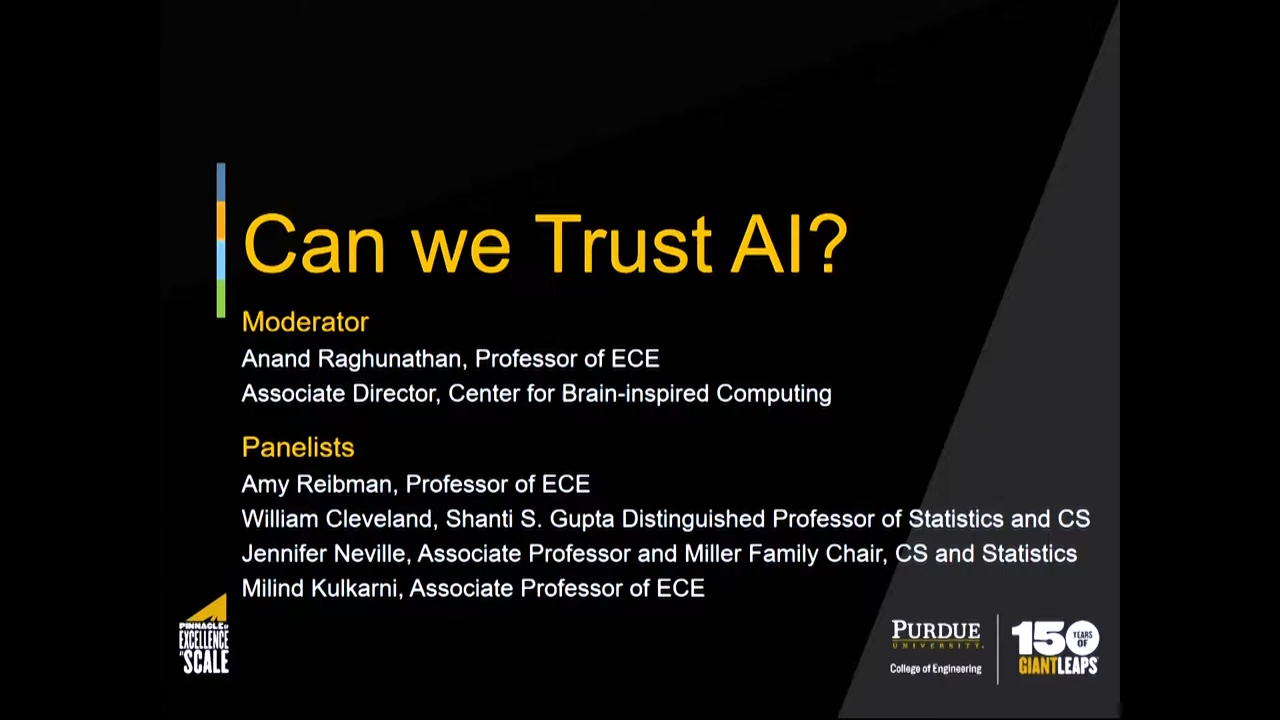 Can we Trust AI?
Moderator
Anand Raghunathan, Professor of ECE
Associate Director, Center for Brain-inspired Computing
Panelists
Amy Reibman, Professor of ECE
William Cleveland, Shanti S. Gupta Distinguished Professor of Statistics and CS
Jennifer Neville, Associate Professor and Miller Family Chair, CS and Statistics
Milind Kulkarni, Associate Professor of ECE
PINNACLE OF
EXCELLENCE
AT SCALE
PURDUE
UNIVERSITY
College of Engineering
150 YEARS OF
GIANT LEAPS